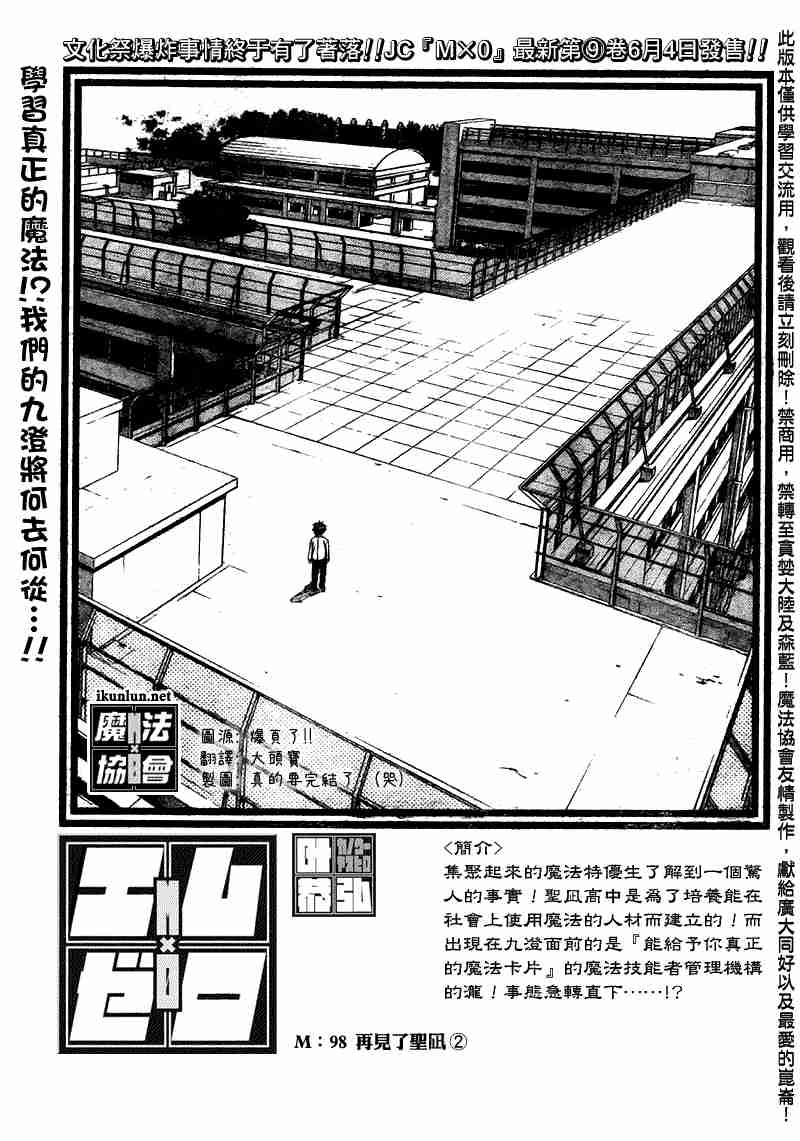 文化祭爆炸事情終于有了著落!!JC『M×0』最新第⑨卷6月4日發售!!
此版本僅供學習交流用，觀看後請立刻刪除！禁商用，禁轉至貪婪大陸及森藍！魔法協會友情製作，獻給廣大同好以及最愛的崑崙！
學習真正的魔法!?我們的九澄將何去何從…!!
ikunlun.net
魔法
M×0
協會
圖源：爆頁了!!
翻譯：大頭寶
製圖：真的要完結了（哭）
エム
M×0
ゼロ
<簡介>
集聚起來的魔法特優生了解到一個驚
人的事實！聖凪高中是為了培養能在
社會上使用魔法的人材而建立的！而
出現在九澄面前的是『能給予你真正
的魔法卡片』的魔法技能者管理機構
的瀧！事態急轉直下……!?
M：98 再見了聖凪②